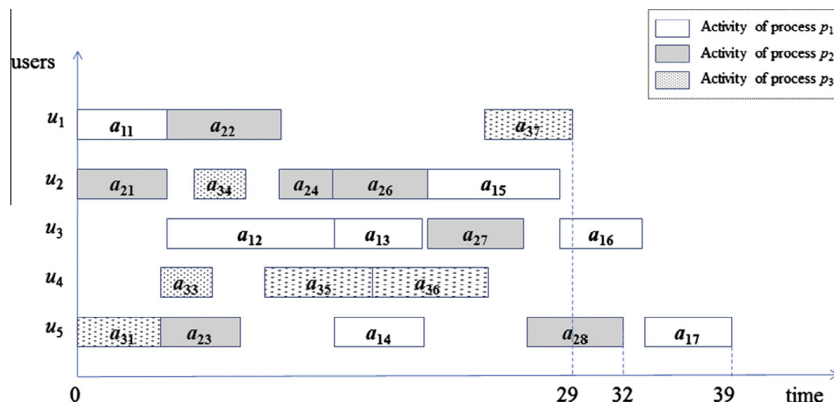 Activity of process p1
Activity of process p2
Activity of process p3
users
u1 a11 a22 a37
u2 a21 a34 a24 a26 a15
u3 a12 a13 a27 a16
u4 a33 a35 a36
u5 a31 a23 a14 a28 a17
0 29 32 39 time